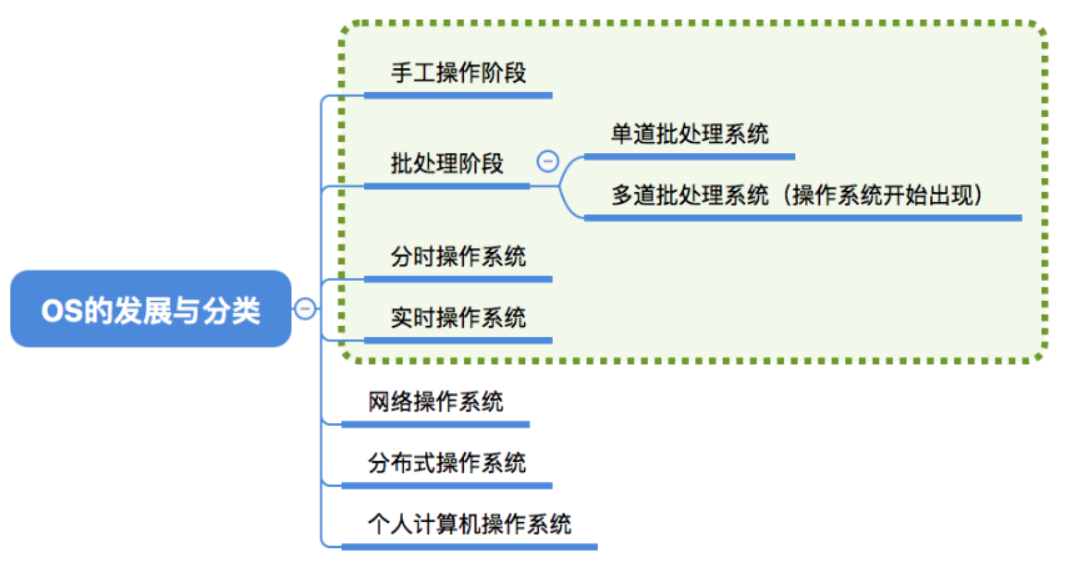 OS的发展与分类
手工操作阶段
批处理阶段
单道批处理系统
多道批处理系统（操作系统开始出现）
分时操作系统
实时操作系统
网络操作系统
分布式操作系统
个人计算机操作系统